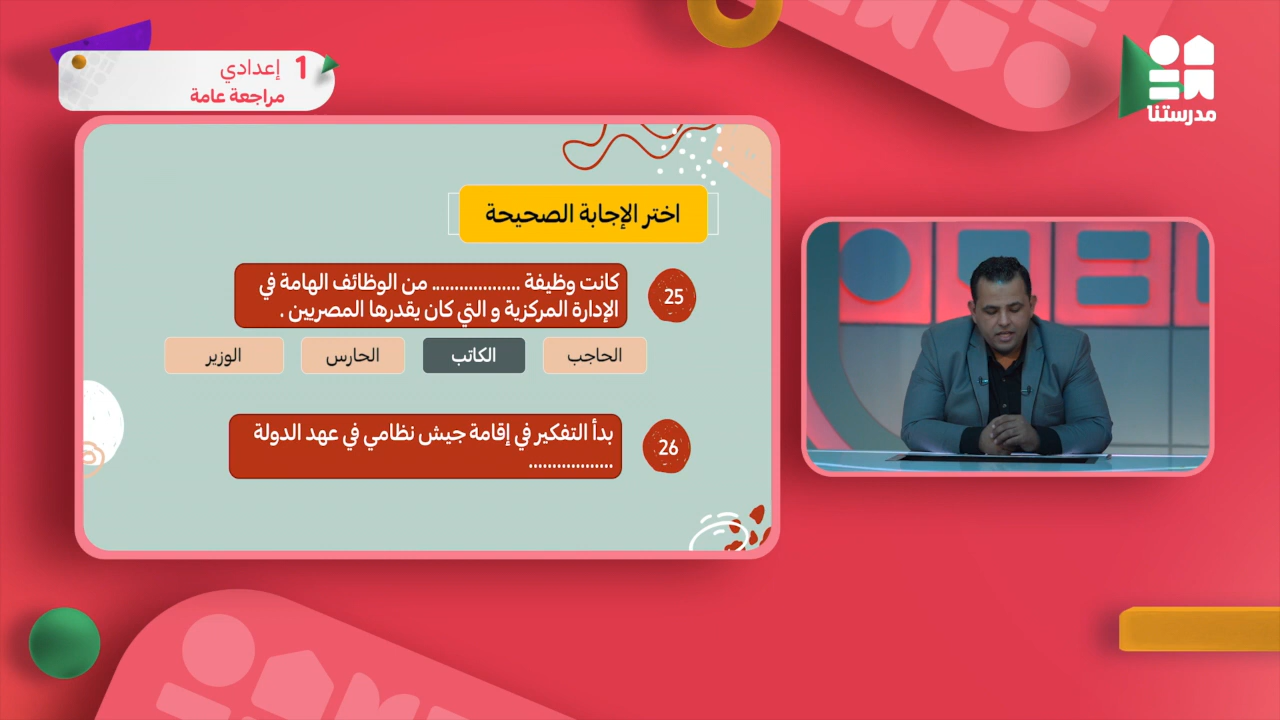 1 إعدادي
مراجعة عامة
مدرستنا
اختر الإجابة الصحيحة
25
كانت وظيفة .................. من الوظائف الهامة في
الإدارة المركزية و التي كان يقدرها المصريين .
الحاجب
الكاتب
الحارس
الوزير
26
بدأ التفكير في إقامة جيش نظامي في عهد الدولة
..................